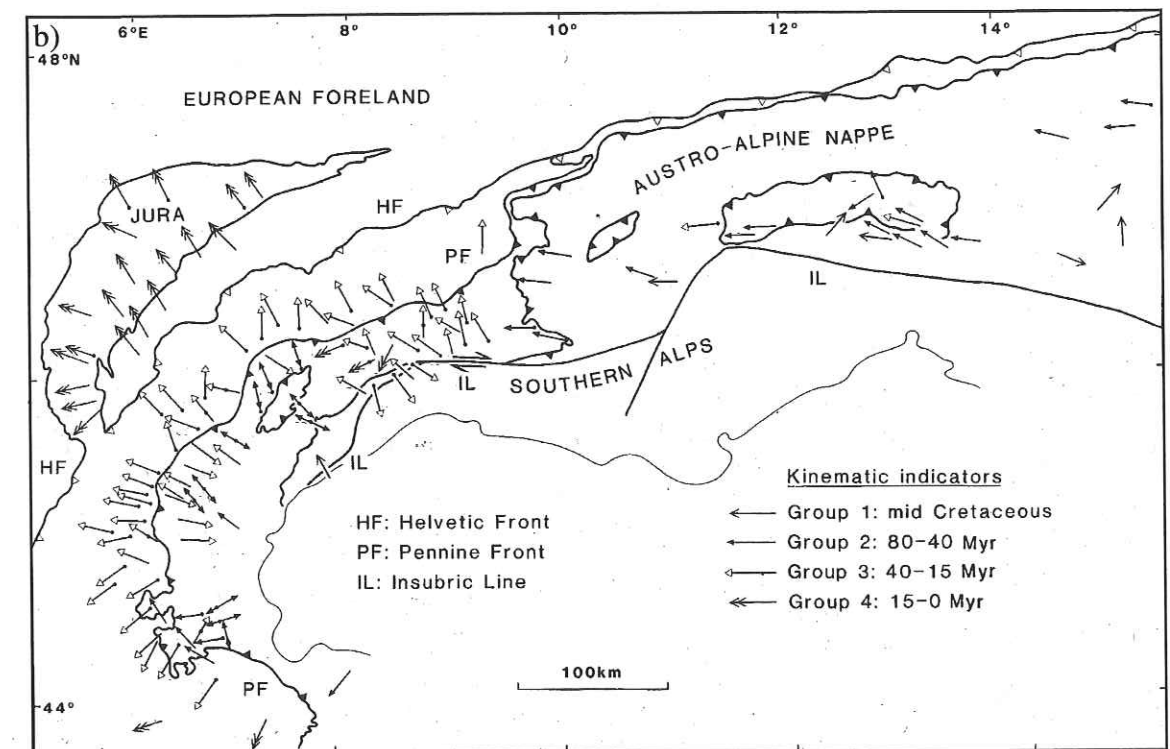 b)
6°E
8°
10°
12°
14°
48°N
EUROPEAN FORELAND
AUSTRO-ALPINE NAPPE
JURA
HF
PF
IL
SOUTHERN ALPS
IL
HF
IL
Kinematic indicators
Group 1: mid Cretaceous
Group 2: 80-40 Myr
Group 3: 40-15 Myr
Group 4: 15-0 Myr
HF: Helvetic Front
PF: Pennine Front
IL: Insubric Line
100km
PF
44°